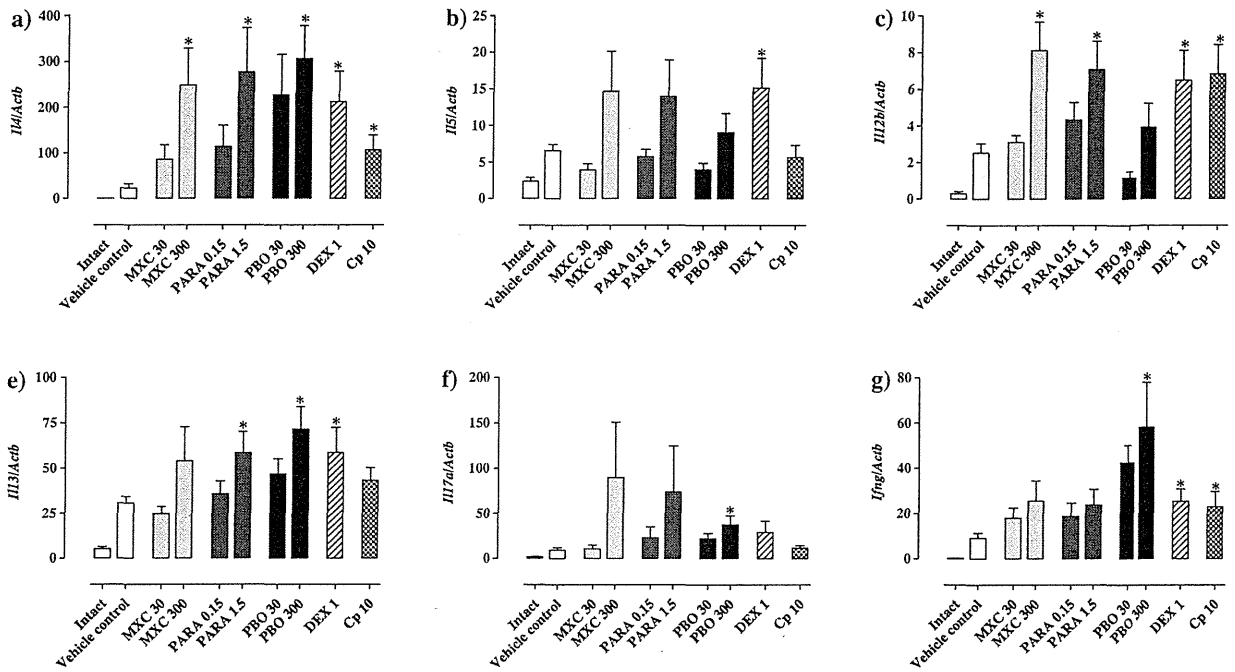 a)
Il4/Actb
400
300
200
100
0
*
*
*
*
*
Intact
Vehicle control
MXC 30
MXC 300
PARA 0.15
PARA 1.5
PBO 30
PBO 300
DEX 1
Cp 10
b)
Il5/Actb
25
20
15
10
5
0
*
Intact
Vehicle control
MXC 30
MXC 300
PARA 0.15
PARA 1.5
PBO 30
PBO 300
DEX 1
Cp 10
c)
Il12b/Actb
10
8
6
4
2
0
*
*
*
*
Intact
Vehicle control
MXC 30
MXC 300
PARA 0.15
PARA 1.5
PBO 30
PBO 300
DEX 1
Cp 10
e)
Il13/Actb
100
75
50
25
0
*
*
*
Intact
Vehicle control
MXC 30
MXC 300
PARA 0.15
PARA 1.5
PBO 30
PBO 300
DEX 1
Cp 10
f)
Il17a/Actb
200
150
100
50
0
*
Intact
Vehicle control
MXC 30
MXC 300
PARA 0.15
PARA 1.5
PBO 30
PBO 300
DEX 1
Cp 10
g)
Ifng/Actb
80
60
40
20
0
*
*
*
Intact
Vehicle control
MXC 30
MXC 300
PARA 0.15
PARA 1.5
PBO 30
PBO 300
DEX 1
Cp 10